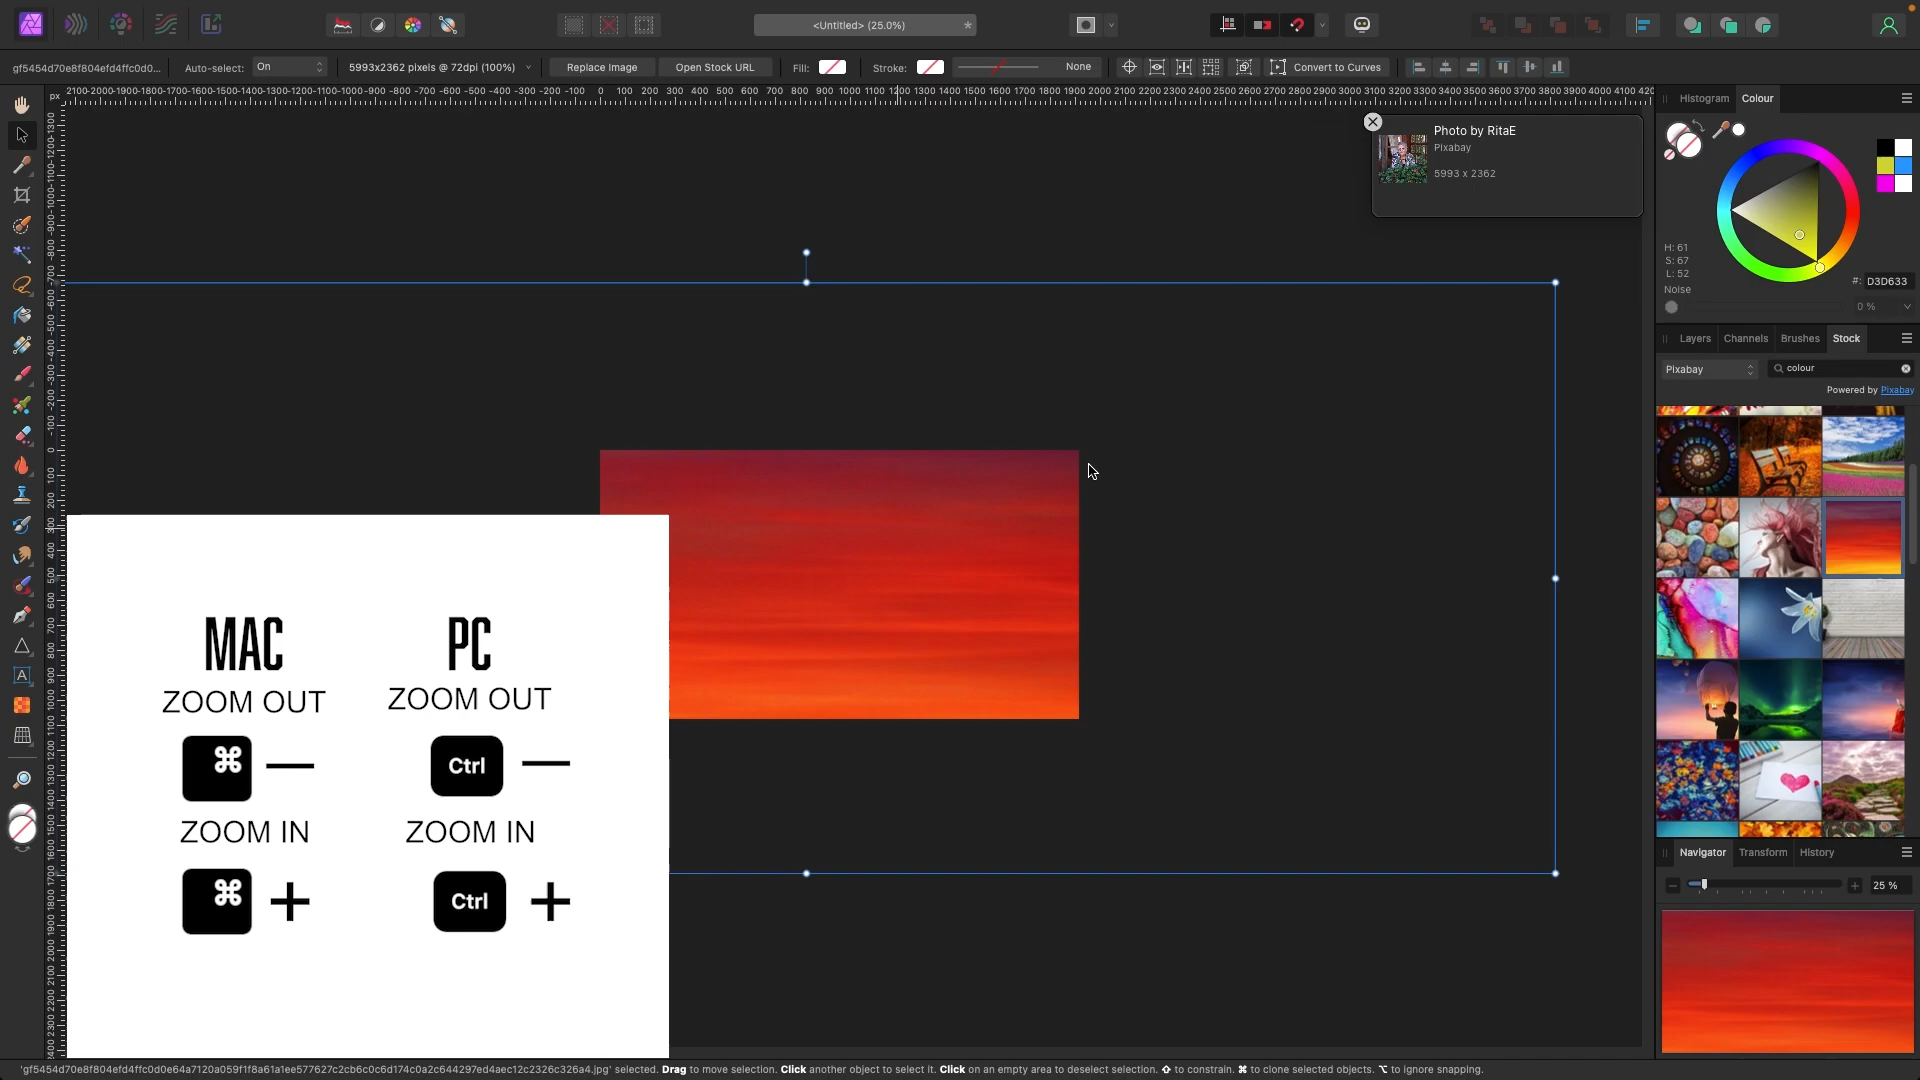 <Untitled> (25.0%)
*
gf5454d70e8f804efd4ffc0d0...
Auto-select:
On
5993x2362 pixels @ 72dpi (100%)
Replace Image
Open Stock URL
Fill:
Stroke:
None
Convert to Curves
px
Histogram
Colour
Photo by RitaE
Pixabay
5993 x 2362
H: 61
S: 67
L: 52
#:
D3D633
Noise
0 %
Layers
Channels
Brushes
Stock
Pixabay
colour
Powered by Pixabay
MAC
PC
ZOOM OUT
ZOOM OUT
⌘ —
Ctrl —
ZOOM IN
ZOOM IN
⌘ +
Ctrl +
Navigator
Transform
History
25 %
selected. Drag to move selection. Click another object to select it. Click on an empty area to deselect selection. ⇧ to constrain. ⌘ to clone selected objects. ⌥ to ignore snapping.